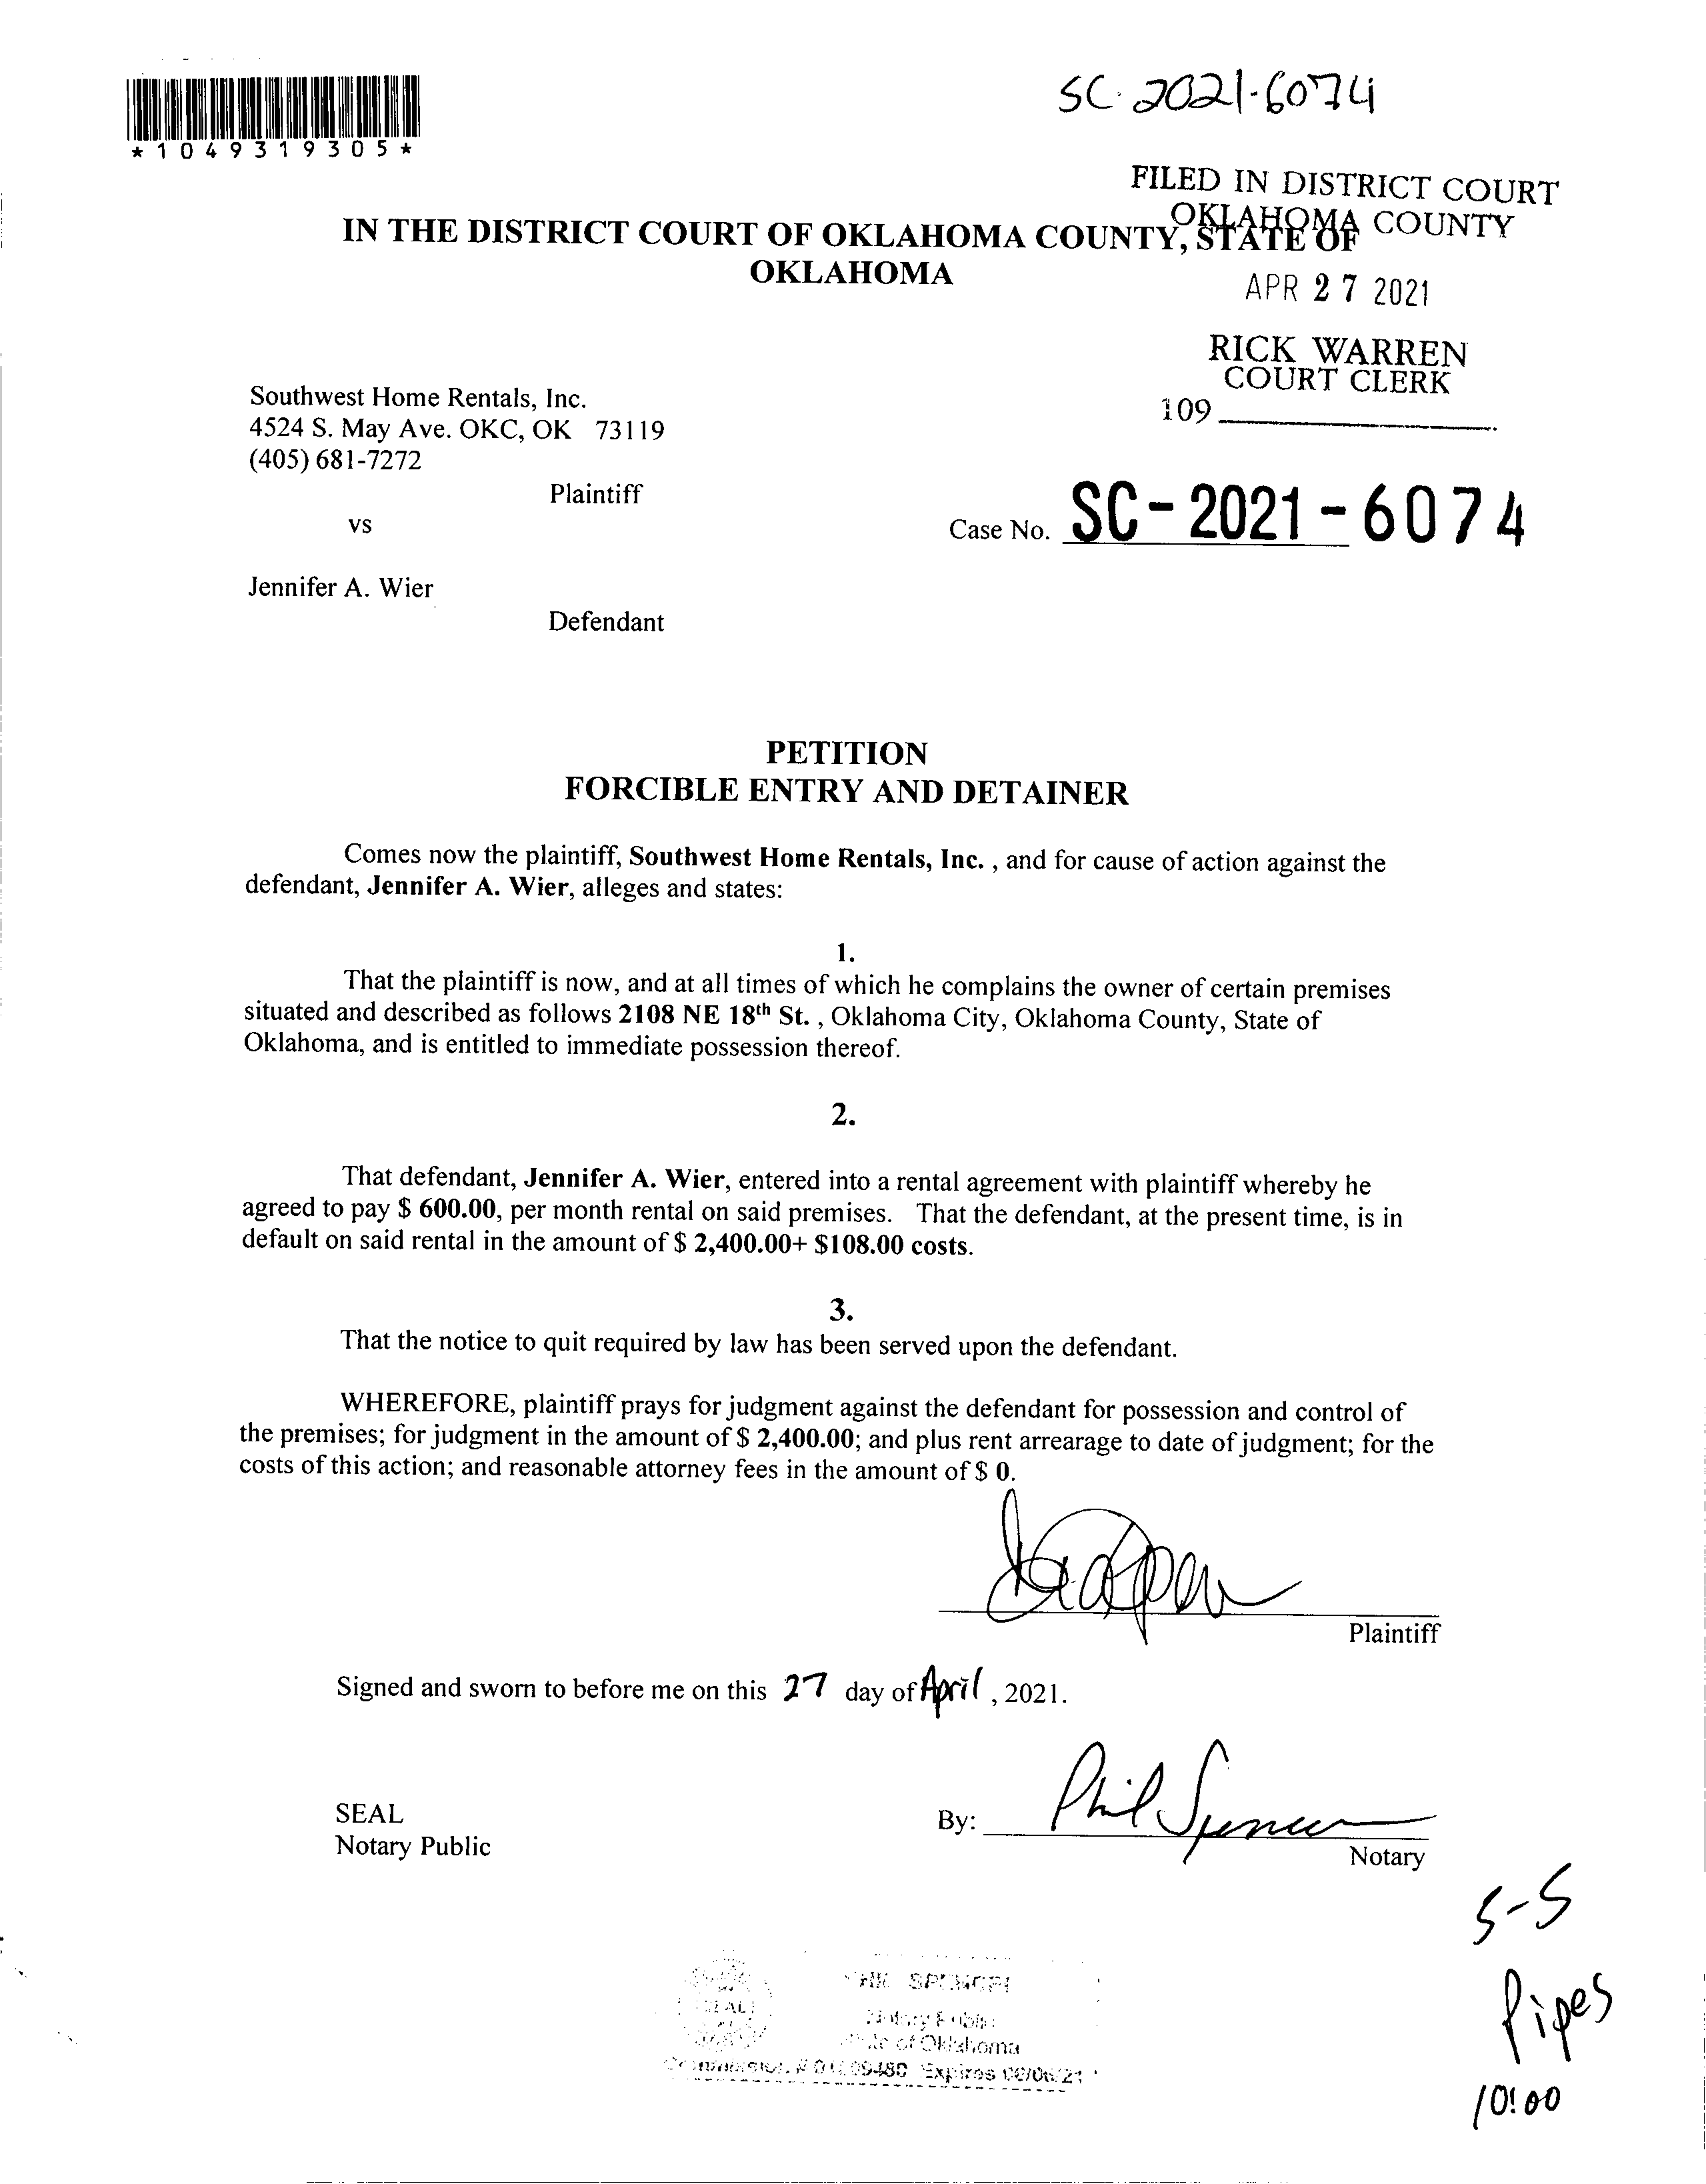 SC-2021-6074
*1049319305*
FILED IN DISTRICT COURT
OKLAHOMA COUNTY
IN THE DISTRICT COURT OF OKLAHOMA COUNTY, STATE OF
OKLAHOMA
APR 27 2021
RICK WARREN
COURT CLERK
109
Southwest Home Rentals, Inc.
4524 S. May Ave. OKC, OK 73119
(405) 681-7272
Plaintiff
vs
Case No. SC-2021-6074
Jennifer A. Wier
Defendant
PETITION
FORCIBLE ENTRY AND DETAINER
Comes now the plaintiff, Southwest Home Rentals, Inc. , and for cause of action against the
defendant, Jennifer A. Wier, alleges and states:
1.
That the plaintiff is now, and at all times of which he complains the owner of certain premises
situated and described as follows 2108 NE 18th St. , Oklahoma City, Oklahoma County, State of
Oklahoma, and is entitled to immediate possession thereof.
2.
That defendant, Jennifer A. Wier, entered into a rental agreement with plaintiff whereby he
agreed to pay $ 600.00, per month rental on said premises. That the defendant, at the present time, is in
default on said rental in the amount of $ 2,400.00+ $108.00 costs.
3.
That the notice to quit required by law has been served upon the defendant.
WHEREFORE, plaintiff prays for judgment against the defendant for possession and control of
the premises; for judgment in the amount of $ 2,400.00; and plus rent arrearage to date of judgment; for the
costs of this action; and reasonable attorney fees in the amount of $ 0.
Plaintiff
Signed and sworn to before me on this 27 day of April , 2021.
SEAL
Notary Public
By: Phil Spencer
Notary
5-5
Pipes
10:00
SEAL
Notary Public
of Oklahoma
Expires